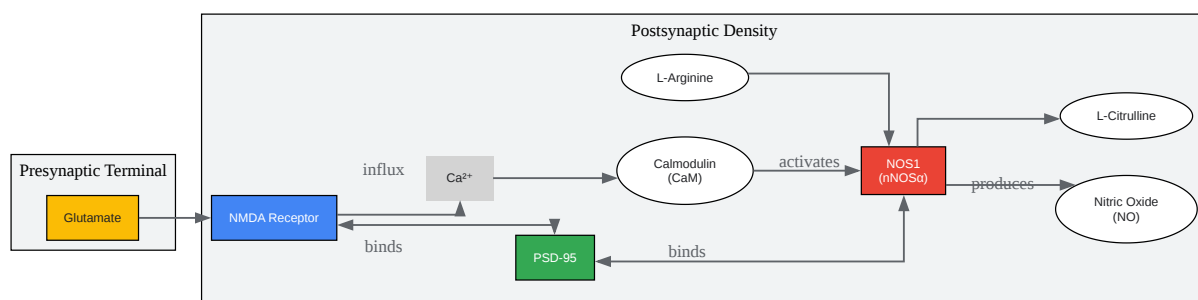 Postsynaptic Density
L-Arginine
L-Citrulline
Presynaptic Terminal
Glutamate
NMDA Receptor
influx
Ca²⁺
Calmodulin
(CaM)
activates
NOS1
(nNOSα)
produces
Nitric Oxide
(NO)
binds
PSD-95
binds